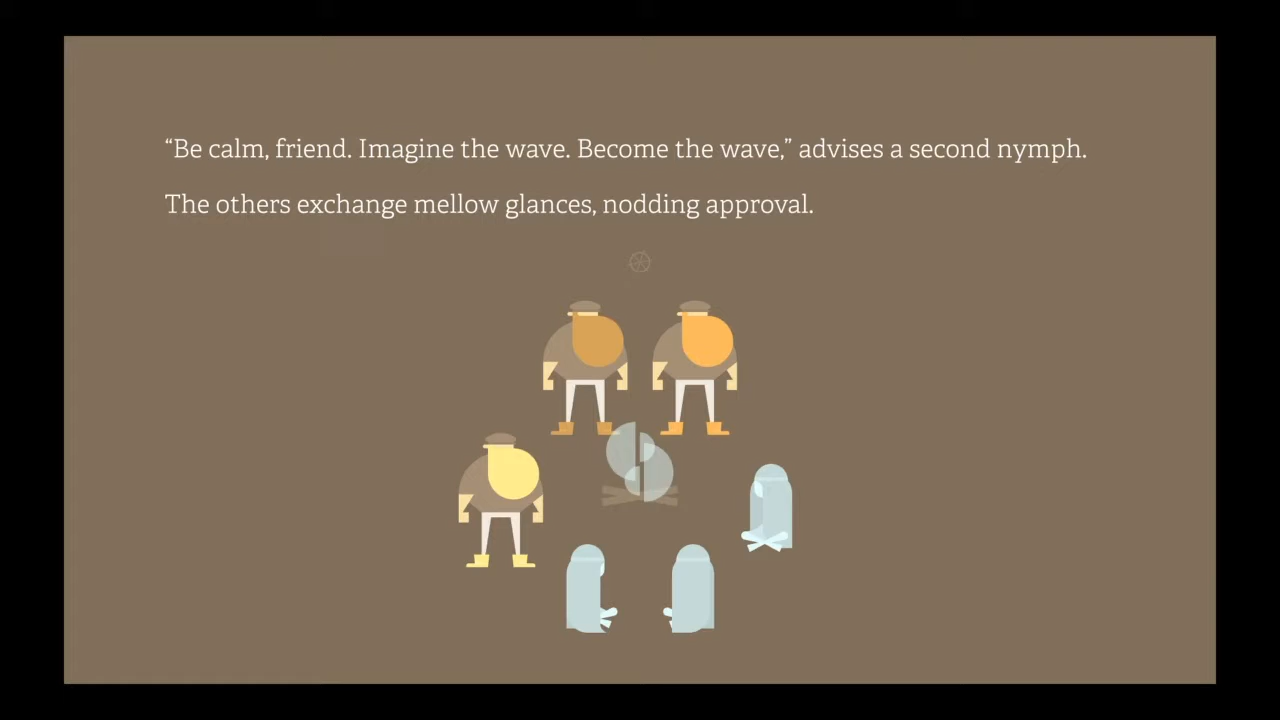 “Be calm, friend. Imagine the wave. Become the wave,” advises a second nymph.
The others exchange mellow glances, nodding approval.